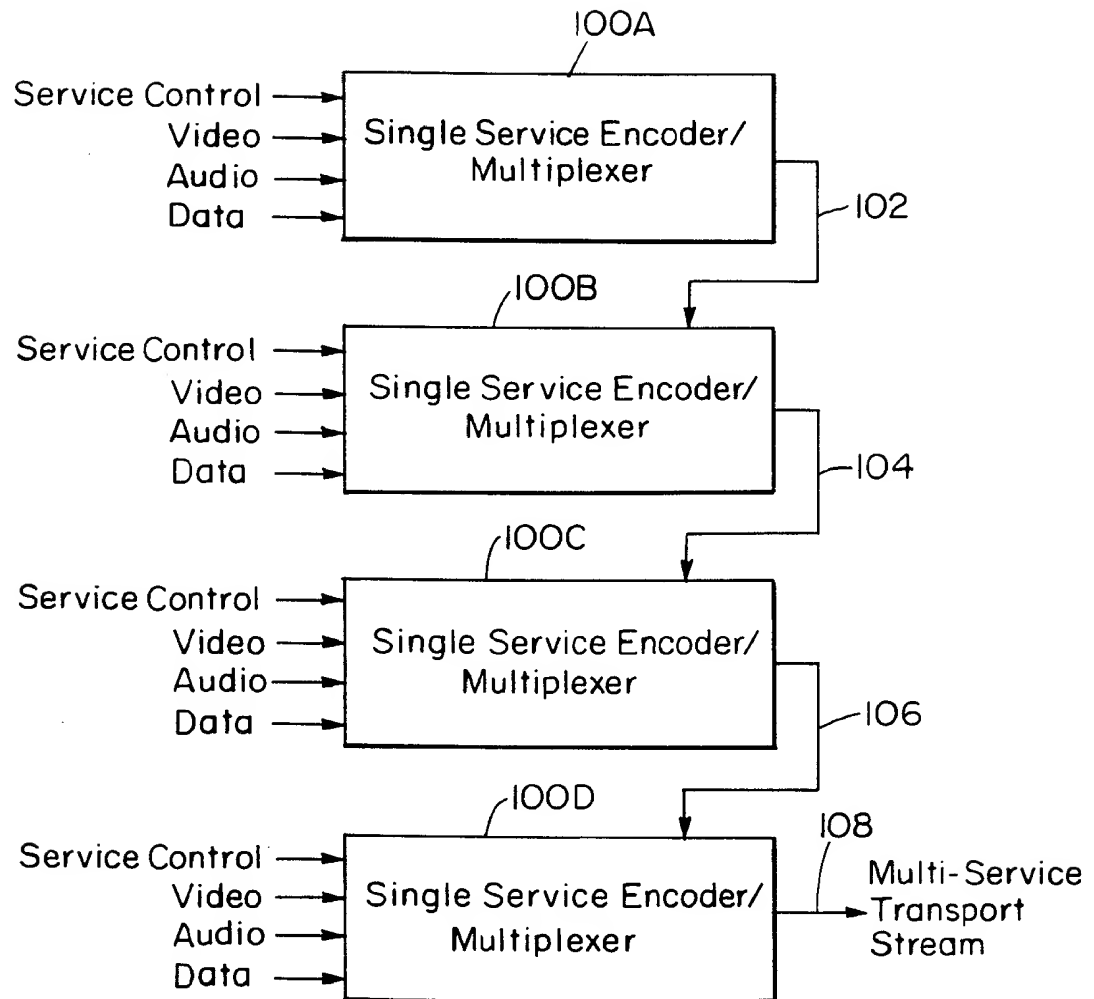 100A
Service Control
Video
Audio
Data
Single Service Encoder/
Multiplexer
102
100B
Service Control
Video
Audio
Data
Single Service Encoder/
Multiplexer
104
100C
Service Control
Video
Audio
Data
Single Service Encoder/
Multiplexer
106
100D
Service Control
Video
Audio
Data
Single Service Encoder/
Multiplexer
108
Multi-Service
Transport
Stream